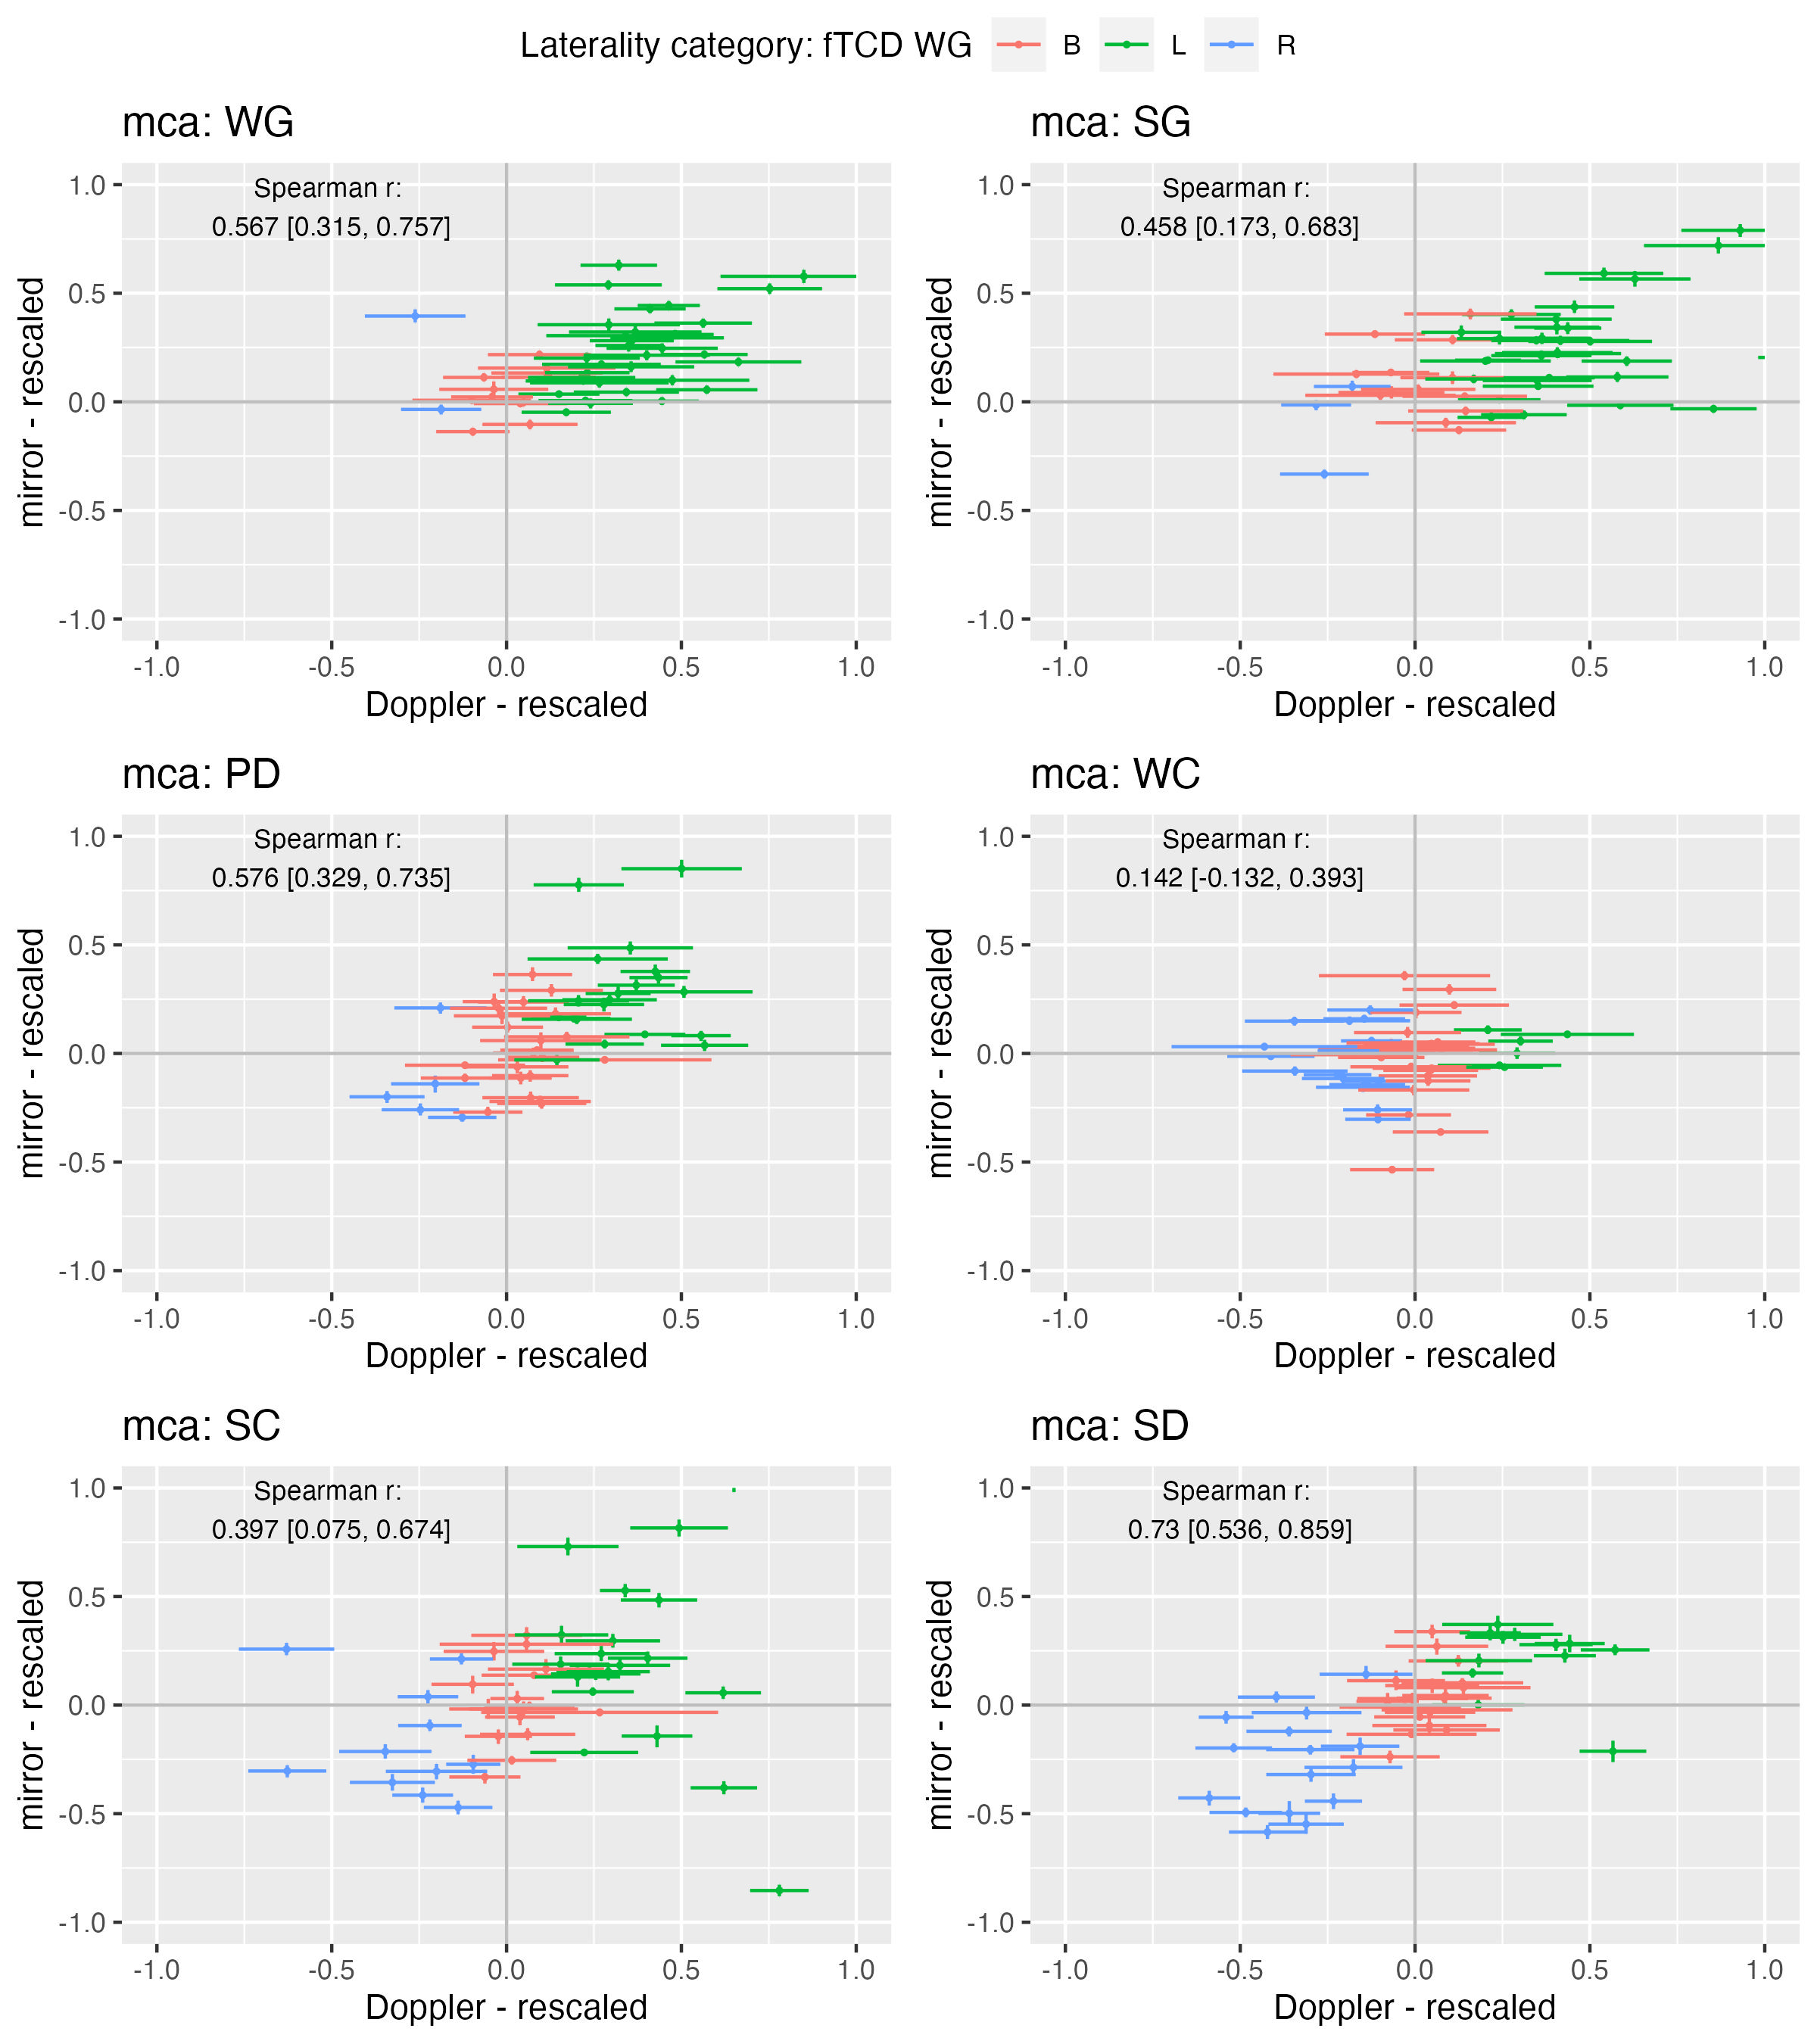 Laterality category: fTCD WG B L R
mca: WG
Spearman r:
0.567 [0.315, 0.757]
1.0
0.5
0.0
-0.5
-1.0
mirror - rescaled
-1.0 -0.5 0.0 0.5 1.0
Doppler - rescaled
mca: SG
Spearman r:
0.458 [0.173, 0.683]
1.0
0.5
0.0
-0.5
-1.0
mirror - rescaled
-1.0 -0.5 0.0 0.5 1.0
Doppler - rescaled
mca: PD
Spearman r:
0.576 [0.329, 0.735]
1.0
0.5
0.0
-0.5
-1.0
mirror - rescaled
-1.0 -0.5 0.0 0.5 1.0
Doppler - rescaled
mca: WC
Spearman r:
0.142 [-0.132, 0.393]
1.0
0.5
0.0
-0.5
-1.0
mirror - rescaled
-1.0 -0.5 0.0 0.5 1.0
Doppler - rescaled
mca: SC
Spearman r:
0.397 [0.075, 0.674]
1.0
0.5
0.0
-0.5
-1.0
mirror - rescaled
-1.0 -0.5 0.0 0.5 1.0
Doppler - rescaled
mca: SD
Spearman r:
0.73 [0.536, 0.859]
1.0
0.5
0.0
-0.5
-1.0
mirror - rescaled
-1.0 -0.5 0.0 0.5 1.0
Doppler - rescaled